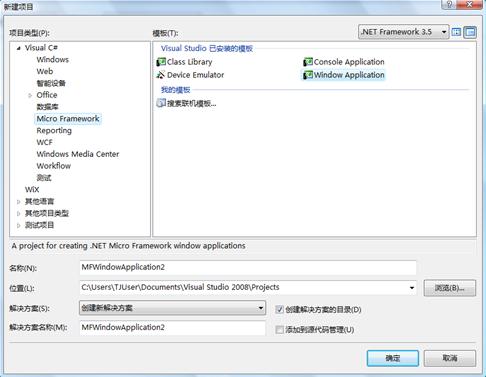 新建项目
项目类型(P):
模板(T):
.NET Framework 3.5
Visual C#
Windows
Web
智能设备
Office
数据库
Micro Framework
Reporting
WCF
Windows Media Center
Workflow
测试
WiX
其他语言
其他项目类型
测试项目
Visual Studio 已安装的模板
Class Library
Console Application
Device Emulator
Window Application
我的模板
搜索联机模板...
A project for creating .NET Micro Framework window applications
名称(N):
MFWindowApplication2
位置(L):
C:\Users\TJUser\Documents\Visual Studio 2008\Projects
浏览(B)...
解决方案(S):
创建新解决方案
创建解决方案的目录(D)
解决方案名称(M):
MFWindowApplication2
添加到源代码管理(U)
确定
取消